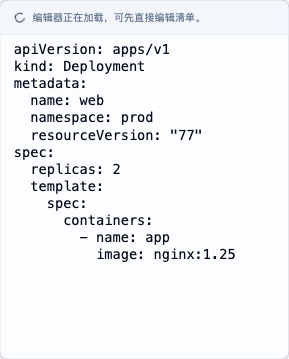 编辑器正在加载，可先直接编辑清单。
apiVersion: apps/v1
kind: Deployment
metadata:
  name: web
  namespace: prod
  resourceVersion: "77"
spec:
  replicas: 2
  template:
    spec:
      containers:
        - name: app
          image: nginx:1.25